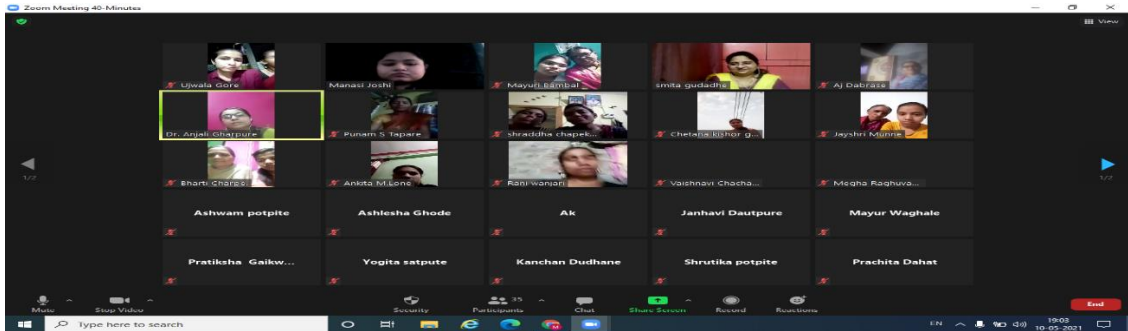 Zoom Meeting 40-Minutes
View
Ujwala Gore
Manasi Joshi
Mayuri Bambal
smita gudadhe
Aj Dabrase
Dr. Anjali Gharpure
Punam S Tapare
shraddha chapek...
Chetana kishor g...
Jayshri Munne
Bharti Charpe
Ankita M.Lone
Rani wanjari
Vaishnavi Chacha...
Megha Raghuva...
Ashwam potpite
Ashlesha Ghode
Ak
Janhavi Dautpure
Mayur Waghale
Pratiksha Gaikw...
Yogita satpute
Kanchan Dudhane
Shrutika potpite
Prachita Dahat
1/2
1/2
Mute
Stop Video
Security
Participants
35
Chat
Share Screen
Record
Reactions
End
Type here to search
EN
19:03
10-05-2021